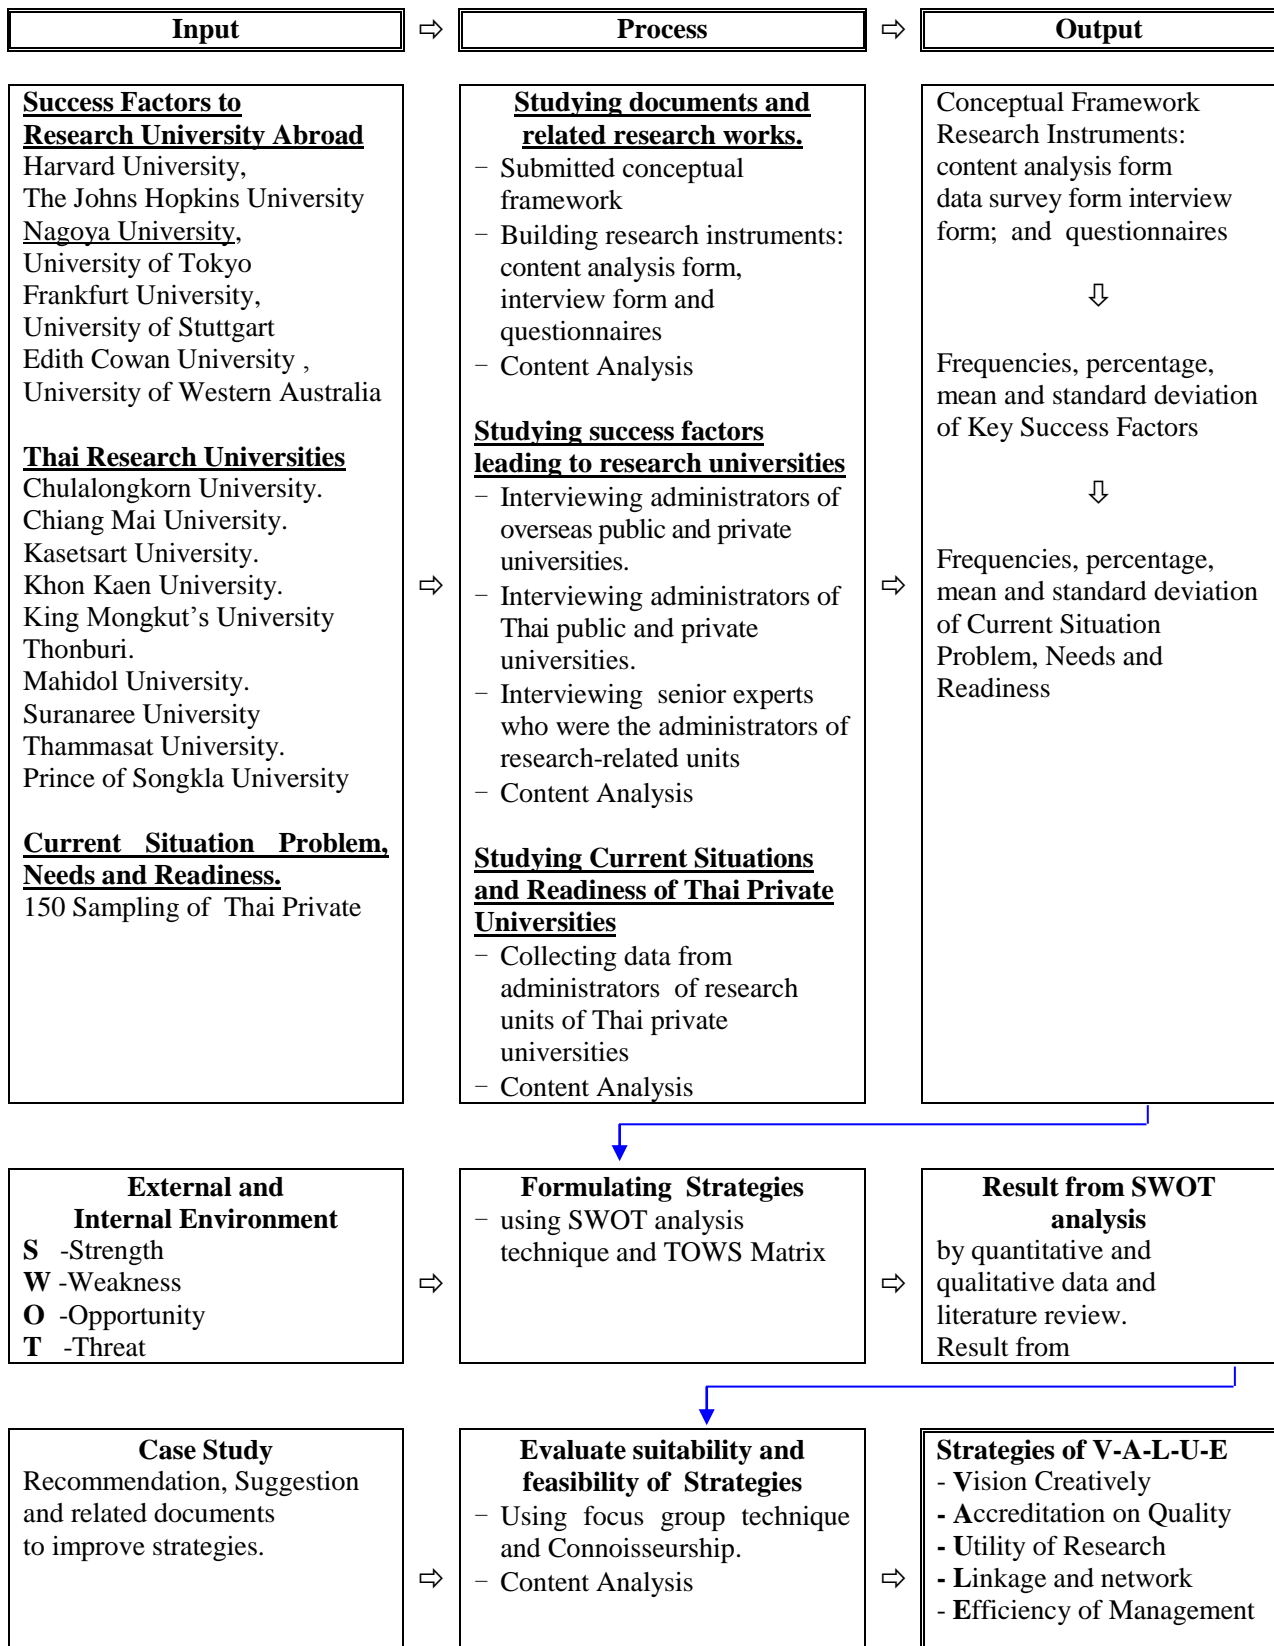 Input
⇨
Process
⇨
Output
Success Factors to
Research University Abroad
Harvard University,
The Johns Hopkins University
Nagoya University,
University of Tokyo
Frankfurt University,
University of Stuttgart
Edith Cowan University ,
University of Western Australia
Thai Research Universities
Chulalongkorn University.
Chiang Mai University.
Kasetsart University.
Khon Kaen University.
King Mongkut’s University
Thonburi.
Mahidol University.
Suranaree University
Thammasat University.
Prince of Songkla University
Current Situation Problem,
Needs and Readiness.
150 Sampling of Thai Private
⇨
Studying documents and
related research works.
− Submitted conceptual
framework
− Building research instruments:
content analysis form,
interview form and
questionnaires
− Content Analysis
Studying success factors
leading to research universities
− Interviewing administrators of
overseas public and private
universities.
− Interviewing administrators of
Thai public and private
universities.
− Interviewing senior experts
who were the administrators of
research-related units
− Content Analysis
Studying Current Situations
and Readiness of Thai Private
Universities
− Collecting data from
administrators of research
units of Thai private
universities
− Content Analysis
⇨
Conceptual Framework
Research Instruments:
content analysis form
data survey form interview
form; and questionnaires
⇩
Frequencies, percentage,
mean and standard deviation
of Key Success Factors
⇩
Frequencies, percentage,
mean and standard deviation
of Current Situation
Problem, Needs and
Readiness
External and
Internal Environment
S -Strength
W -Weakness
O -Opportunity
T -Threat
⇨
Formulating Strategies
− using SWOT analysis
technique and TOWS Matrix
⇨
Result from SWOT
analysis
by quantitative and
qualitative data and
literature review.
Result from
Case Study
Recommendation, Suggestion
and related documents
to improve strategies.
⇨
Evaluate suitability and
feasibility of Strategies
− Using focus group technique
and Connoisseurship.
− Content Analysis
⇨
Strategies of V-A-L-U-E
- Vision Creatively
- Accreditation on Quality
- Utility of Research
- Linkage and network
- Efficiency of Management